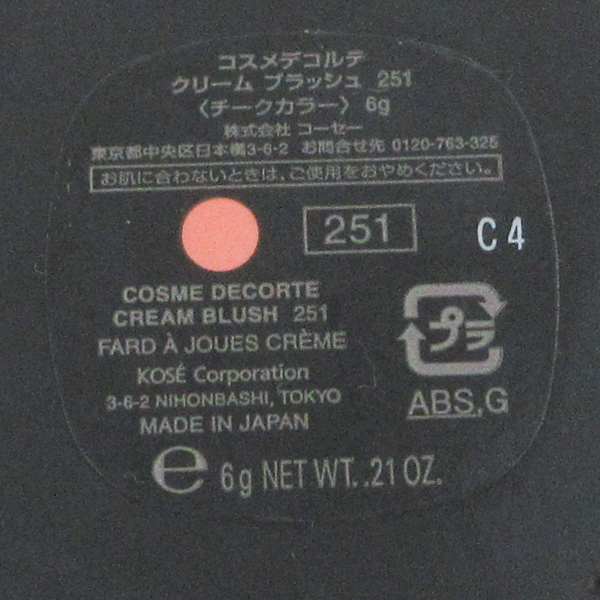 コスメデコルテ
クリーム ブラッシュ 251
〈チークカラー〉 6g
株式会社 コーセー
東京都中央区日本橋3-6-2 お問合せ先 0120-763-325
お肌に合わないときは、ご使用をおやめください。
251
C4
COSME DECORTE
CREAM BLUSH 251
FARD À JOUES CRÈME
KOSÉ Corporation
3-6-2 NIHONBASHI, TOKYO
MADE IN JAPAN
プラ
ABS,G
e 6g NET WT. .21 OZ.